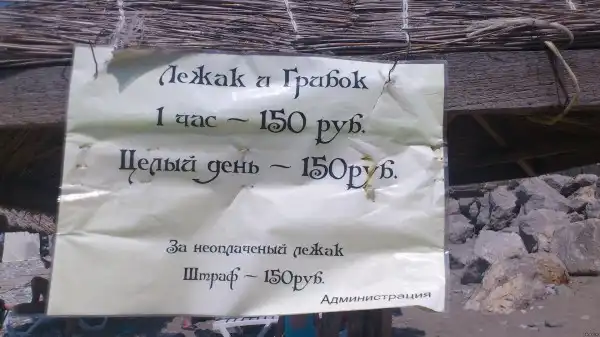 Лежак и Грибок
1 час – 150 руб.
Целый день – 150руб.
За неоплаченый лежак
Штраф – 150руб.
Администрация